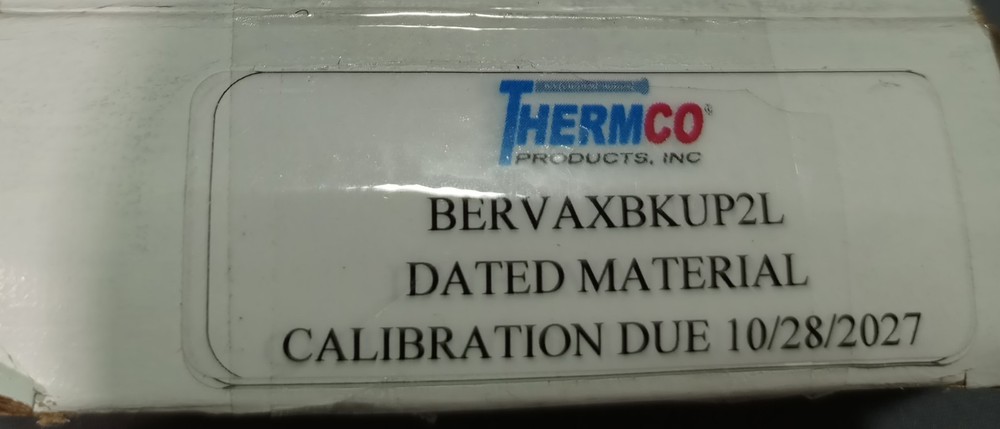 THERMCO®
PRODUCTS, INC
BERVAXBKUP2L
DATED MATERIAL
CALIBRATION DUE 10/28/2027